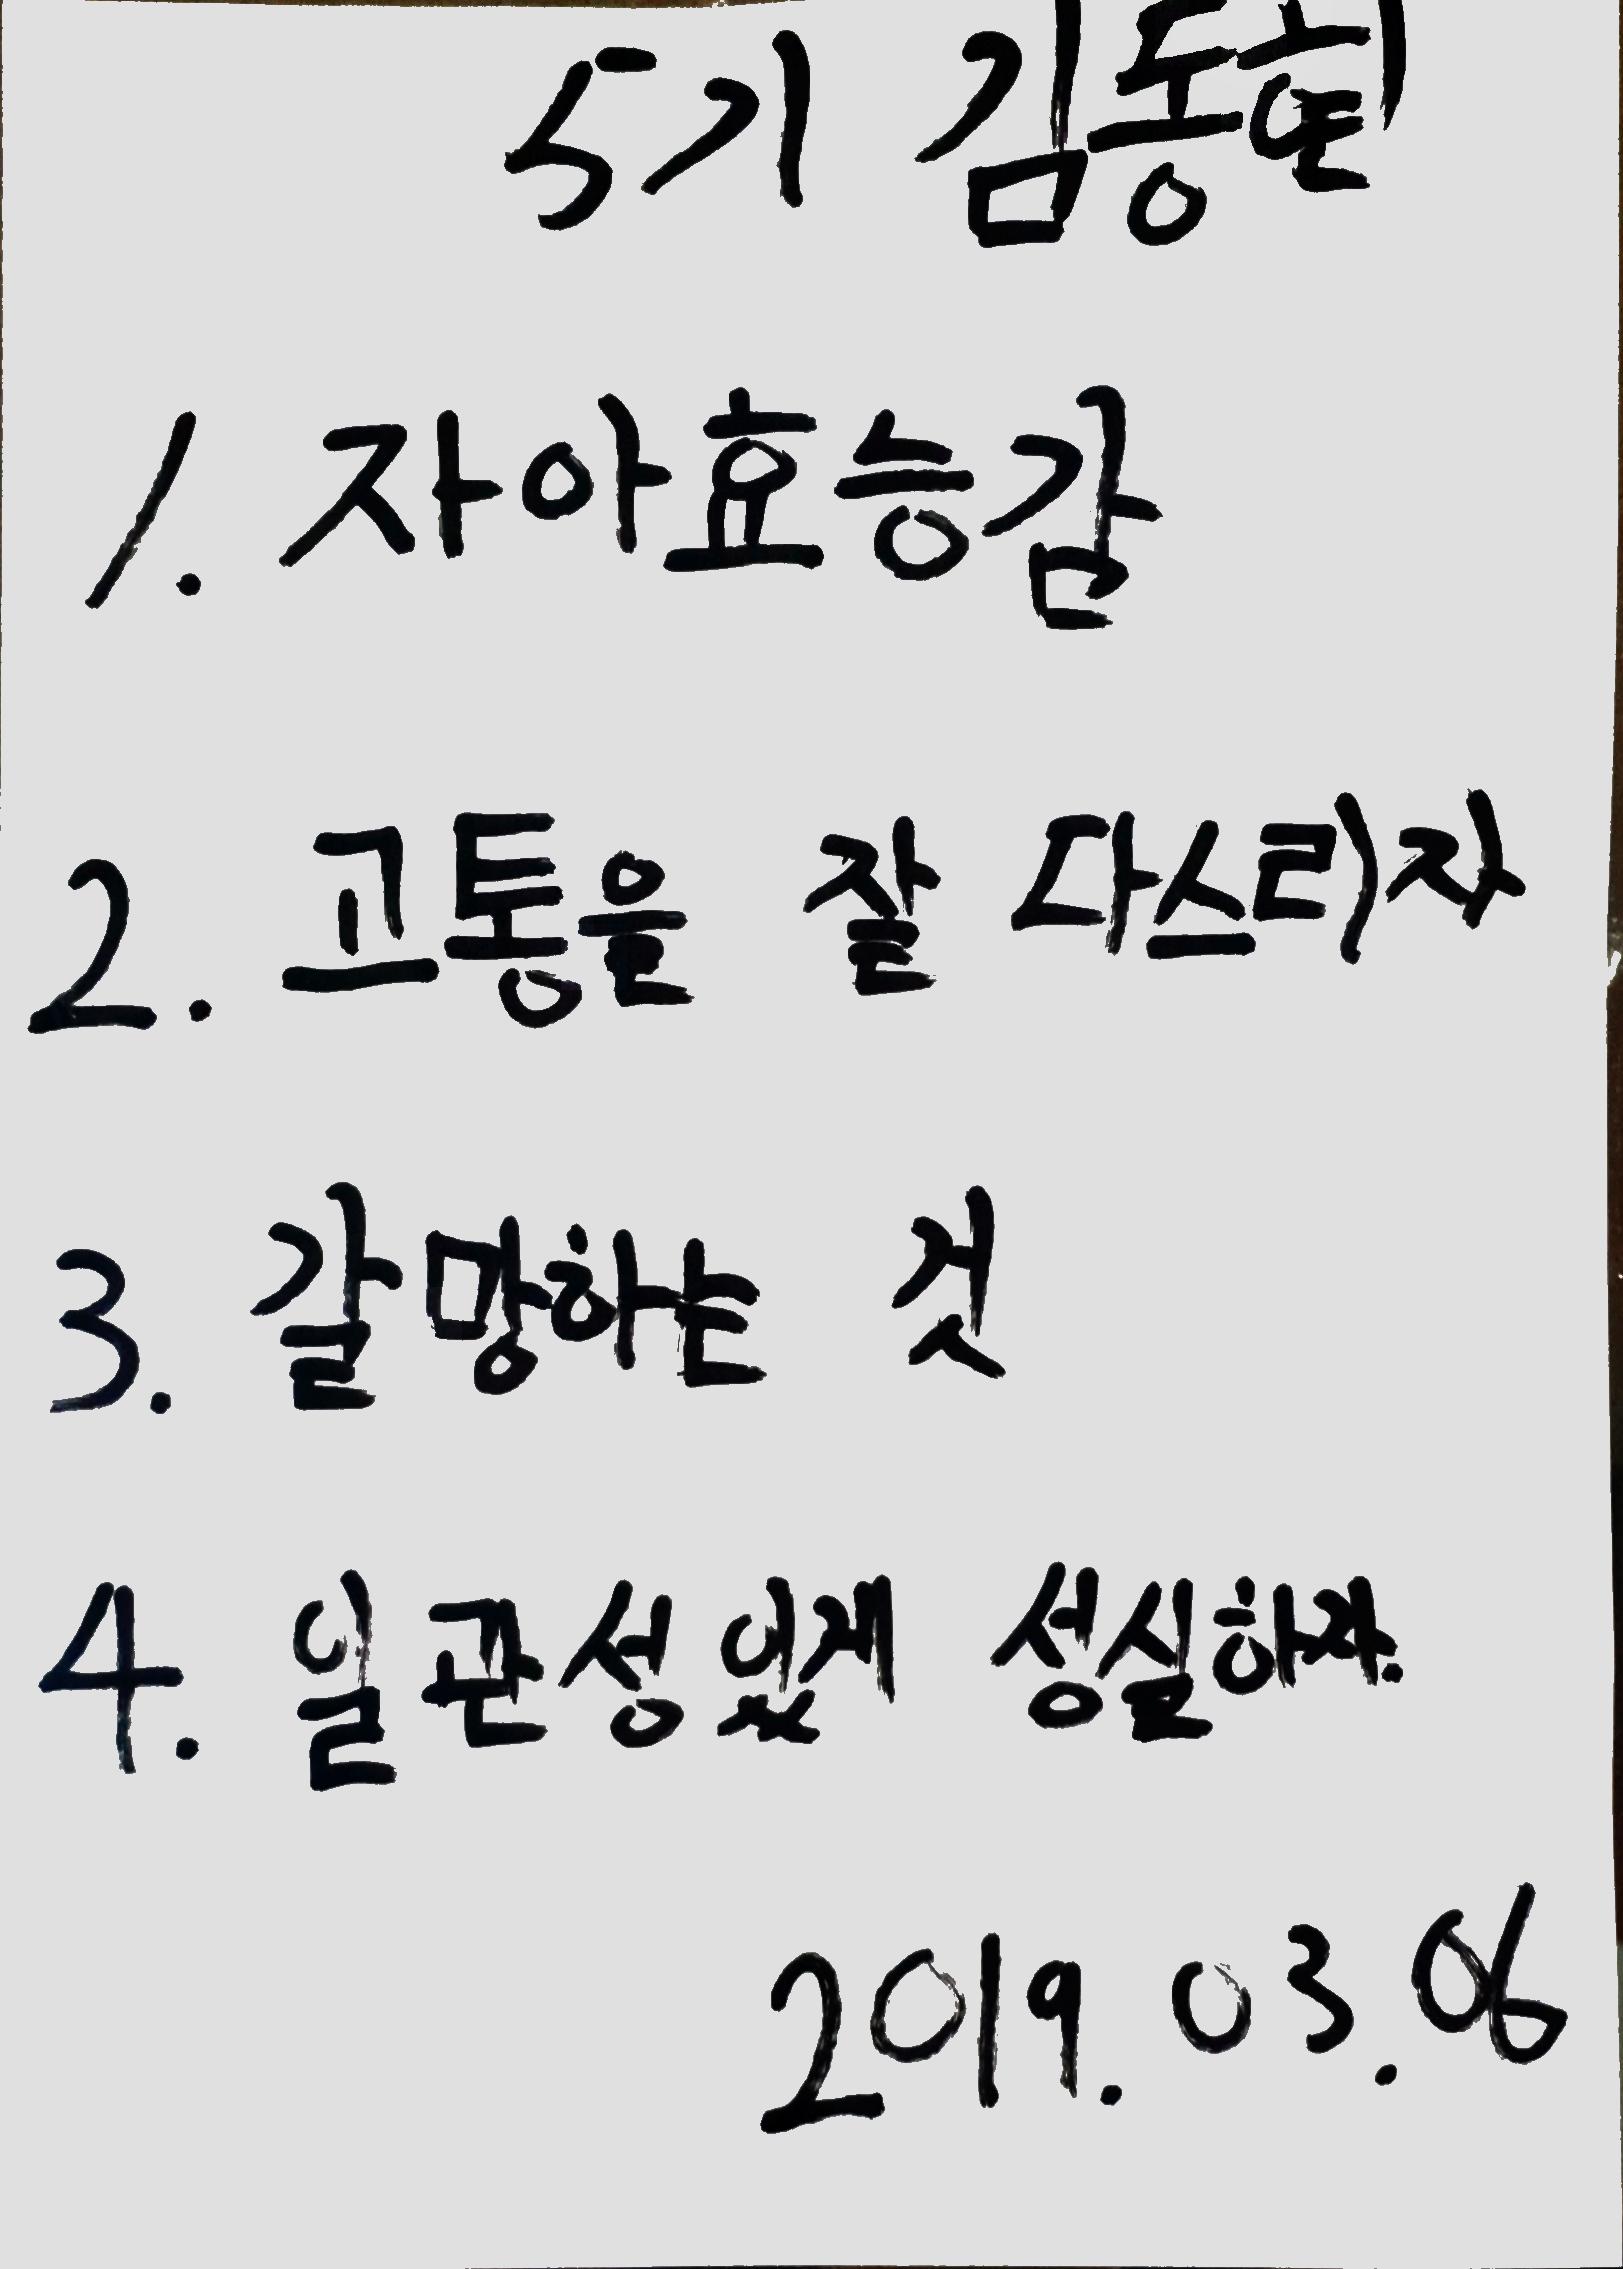 5기 김동현
1. 자아효능감
2. 고통을 잘 다스리자
3. 갈망하는 것
4. 일관성있게 성실하자.
2019.03.06